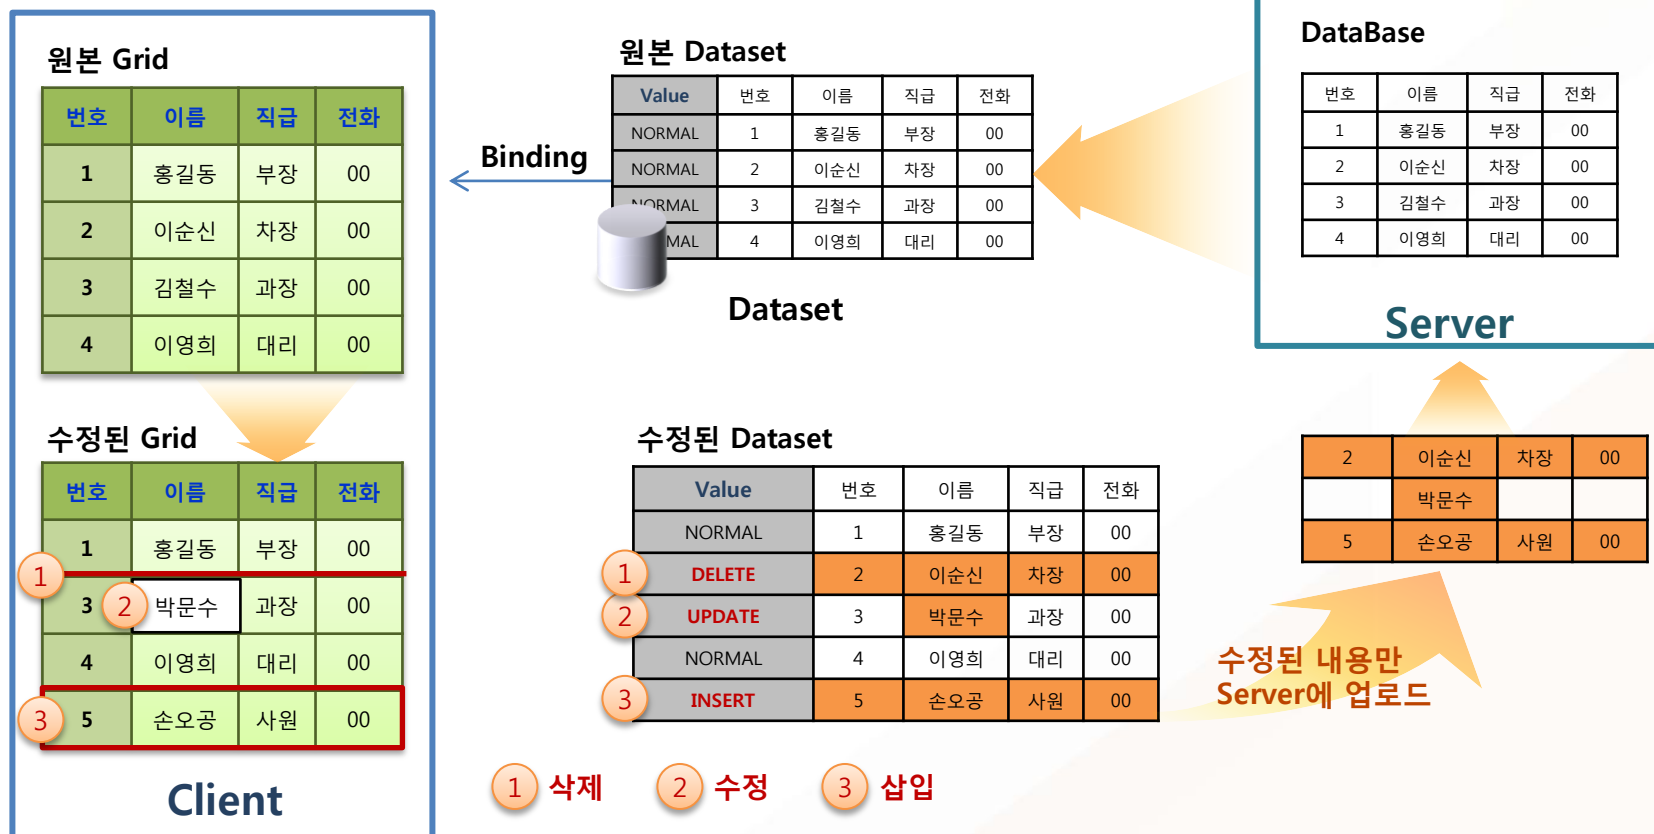 원본 Grid
번호 이름 직급 전화
1 홍길동 부장 00
2 이순신 차장 00
3 김철수 과장 00
4 이영희 대리 00
Binding
원본 Dataset
Value 번호 이름 직급 전화
NORMAL 1 홍길동 부장 00
NORMAL 2 이순신 차장 00
NORMAL 3 김철수 과장 00
MAL 4 이영희 대리 00
Dataset
DataBase
번호 이름 직급 전화
1 홍길동 부장 00
2 이순신 차장 00
3 김철수 과장 00
4 이영희 대리 00
Server
수정된 Grid
번호 이름 직급 전화
1 홍길동 부장 00
1
3 2 박문수 과장 00
4 이영희 대리 00
3 5 손오공 사원 00
Client
수정된 Dataset
Value 번호 이름 직급 전화
NORMAL 1 홍길동 부장 00
1 DELETE 2 이순신 차장 00
2 UPDATE 3 박문수 과장 00
NORMAL 4 이영희 대리 00
3 INSERT 5 손오공 사원 00
2 이순신 차장 00
박문수
5 손오공 사원 00
수정된 내용만
Server에 업로드
1 삭제 2 수정 3 삽입